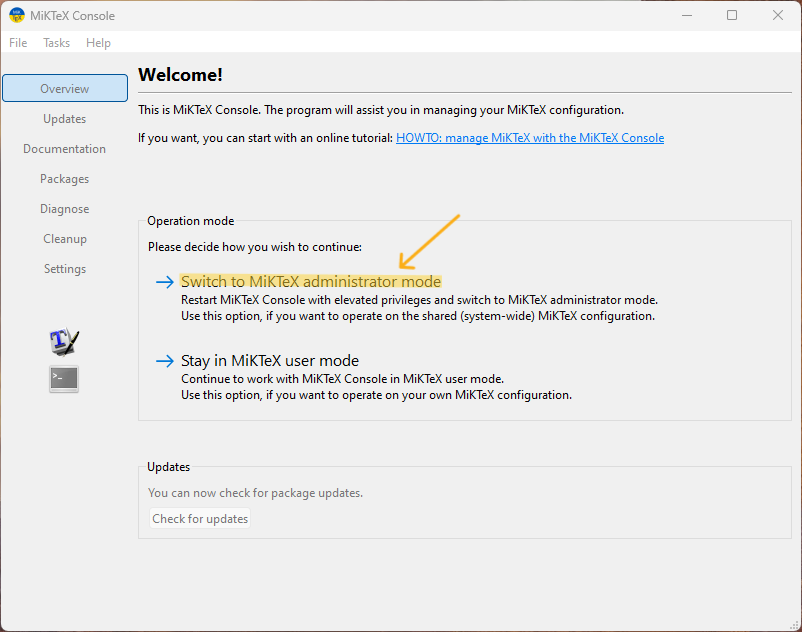 MiKTeX Console
File Tasks Help
Overview
Updates
Documentation
Packages
Diagnose
Cleanup
Settings
Welcome!
This is MiKTeX Console. The program will assist you in managing your MiKTeX configuration.
If you want, you can start with an online tutorial: HOWTO: manage MiKTeX with the MiKTeX Console
Operation mode
Please decide how you wish to continue:
Switch to MiKTeX administrator mode
Restart MiKTeX Console with elevated privileges and switch to MiKTeX administrator mode.
Use this option, if you want to operate on the shared (system-wide) MiKTeX configuration.
Stay in MiKTeX user mode
Continue to work with MiKTeX Console in MiKTeX user mode.
Use this option, if you want to operate on your own MiKTeX configuration.
Updates
You can now check for package updates.
Check for updates